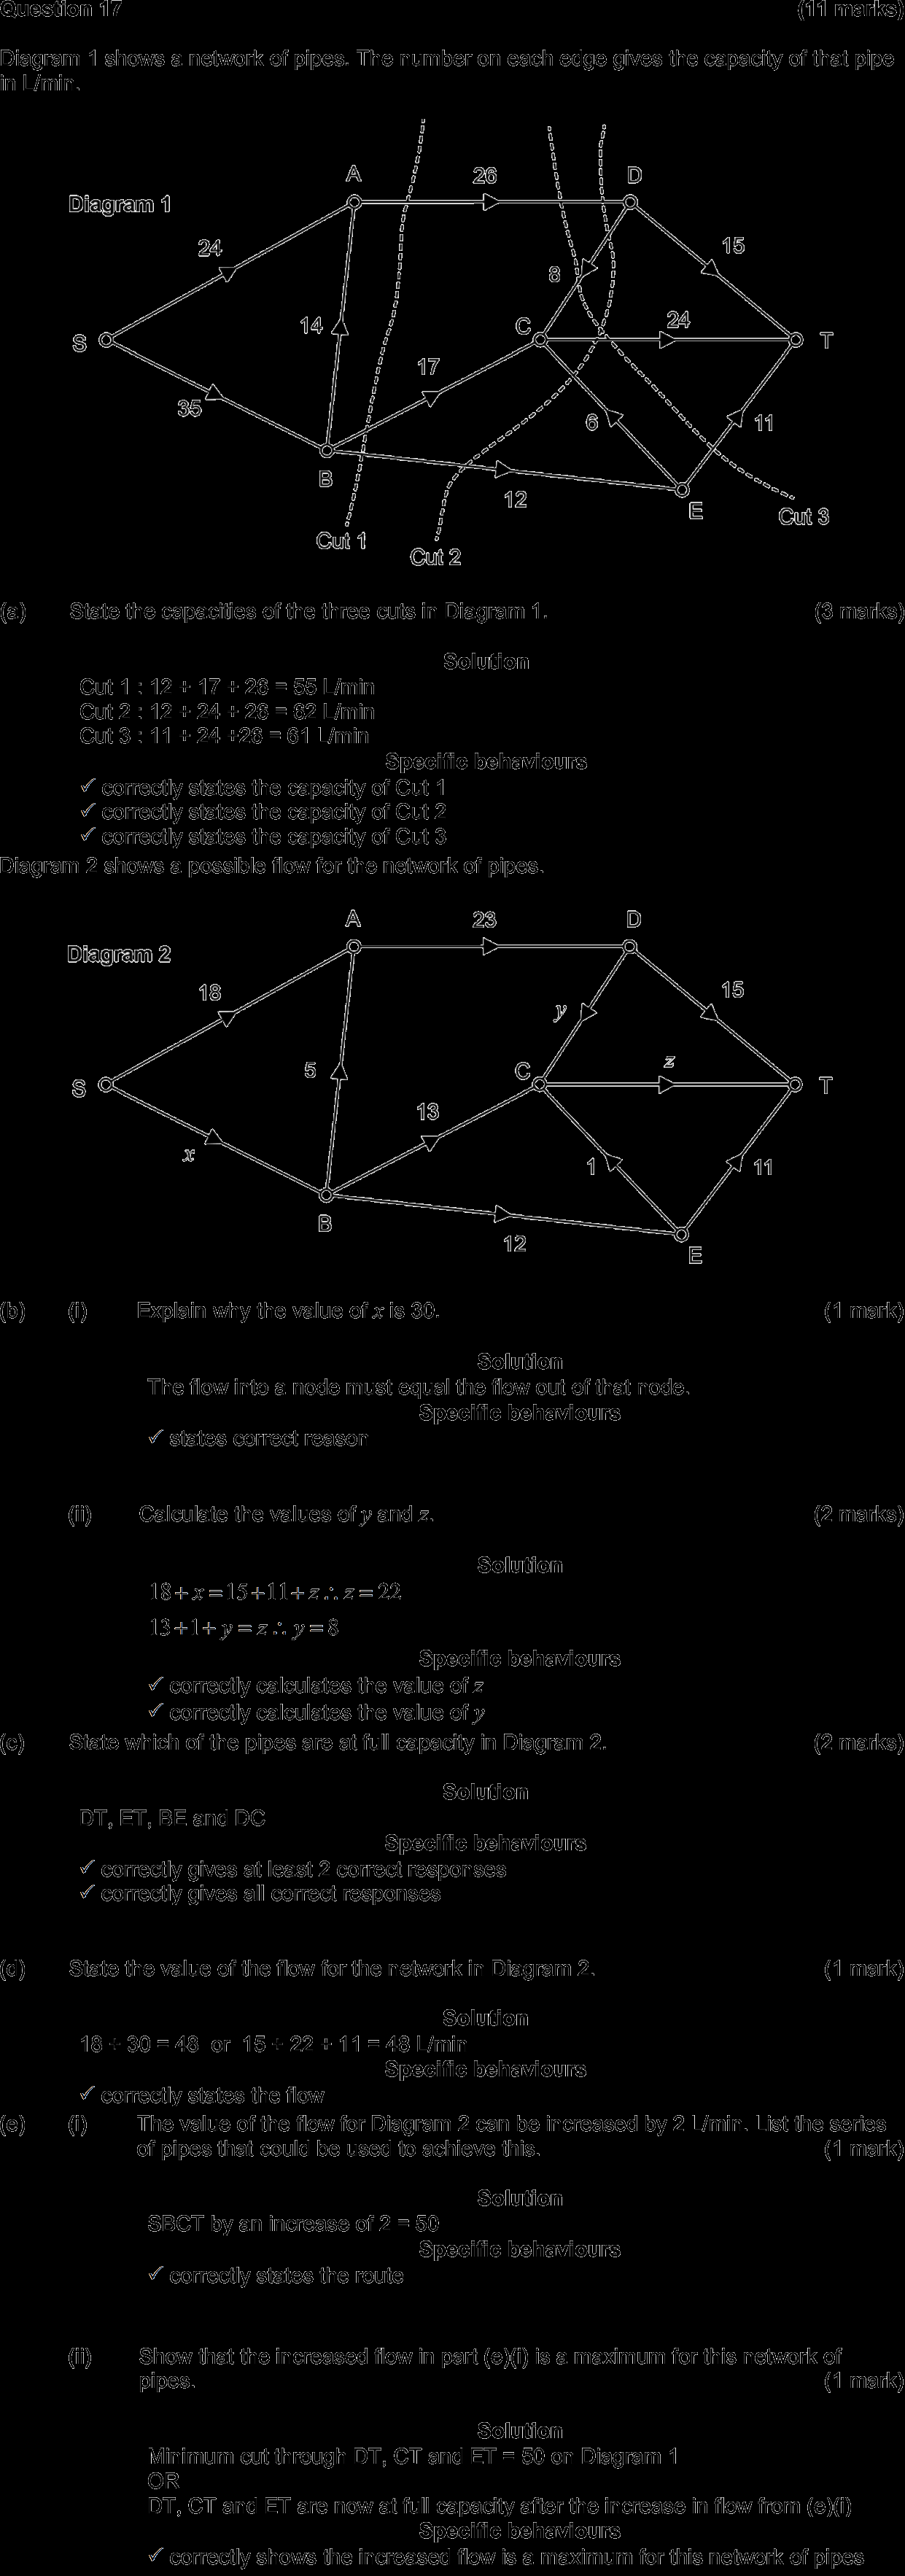 Question 17 (11 marks)
Diagram 1 shows a network of pipes. The number on each edge gives the capacity of that pipe
in L/min.
A 26 D
Diagram 1
24 15
8
14 C 24
S T
17
35 6 11
B
12 E
Cut 1 Cut 2 Cut 3
(a) State the capacities of the three cuts in Diagram 1. (3 marks)
Solution
Cut 1 : 12 + 17 + 26 = 55 L/min
Cut 2 : 12 + 24 + 26 = 62 L/min
Cut 3 : 11 + 24 +26 = 61 L/min
Specific behaviours
✓ correctly states the capacity of Cut 1
✓ correctly states the capacity of Cut 2
✓ correctly states the capacity of Cut 3
Diagram 2 shows a possible flow for the network of pipes.
A 23 D
Diagram 2
18 15
y
5 C z
S T
13
x 1 11
B
12 E
(b) (i) Explain why the value of x is 30. (1 mark)
Solution
The flow into a node must equal the flow out of that node.
Specific behaviours
✓ states correct reason
(ii) Calculate the values of y and z. (2 marks)
Solution
18+x=15+11+z∴z=22
13+1+y=z∴y=8
Specific behaviours
✓ correctly calculates the value of z
✓ correctly calculates the value of y
(c) State which of the pipes are at full capacity in Diagram 2. (2 marks)
Solution
DT, ET, BE and DC
Specific behaviours
✓ correctly gives at least 2 correct responses
✓ correctly gives all correct responses
(d) State the value of the flow for the network in Diagram 2. (1 mark)
Solution
18 + 30 = 48 or 15 + 22 + 11 = 48 L/min
Specific behaviours
✓ correctly states the flow
(e) (i) The value of the flow for Diagram 2 can be increased by 2 L/min. List the series
of pipes that could be used to achieve this. (1 mark)
Solution
SBCT by an increase of 2 = 50
Specific behaviours
✓ correctly states the route
(ii) Show that the increased flow in part (e)(i) is a maximum for this network of
pipes. (1 mark)
Solution
Minimum cut through DT, CT and ET = 50 on Diagram 1
OR
DT, CT and ET are now at full capacity after the increase in flow from (e)(i)
Specific behaviours
✓ correctly shows the increased flow is a maximum for this network of pipes